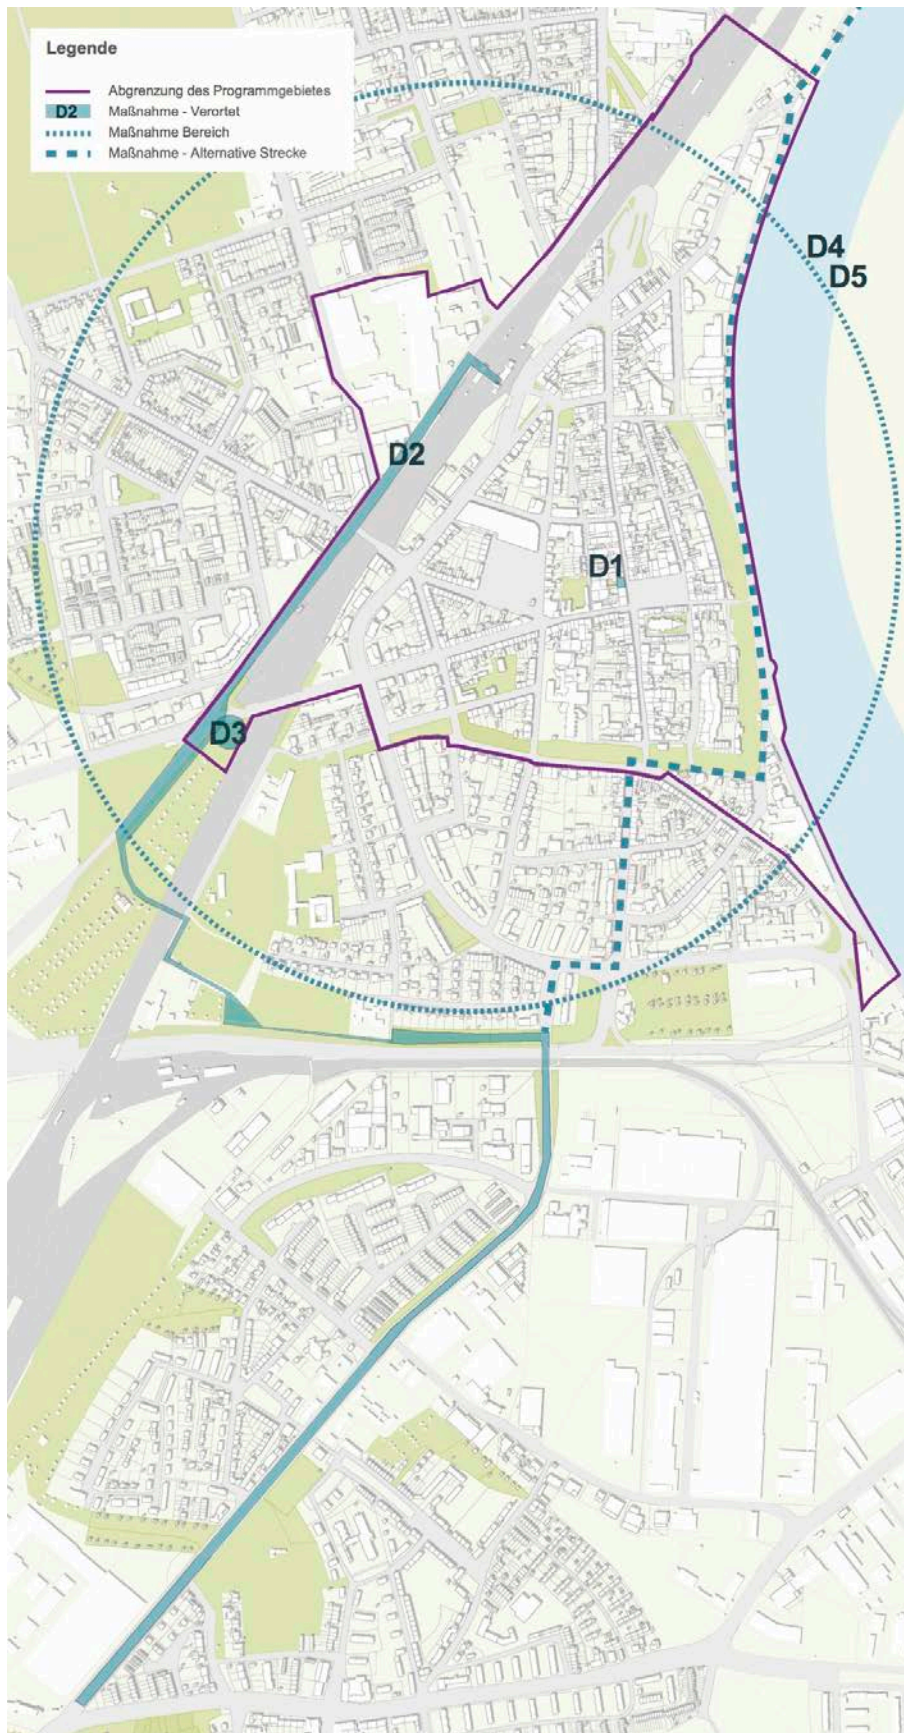 Legende
Abgrenzung des Programmgebietes
D2 Maßnahme - Verortet
Maßnahme Bereich
Maßnahme - Alternative Strecke
D4
D5
D2
D1
D3